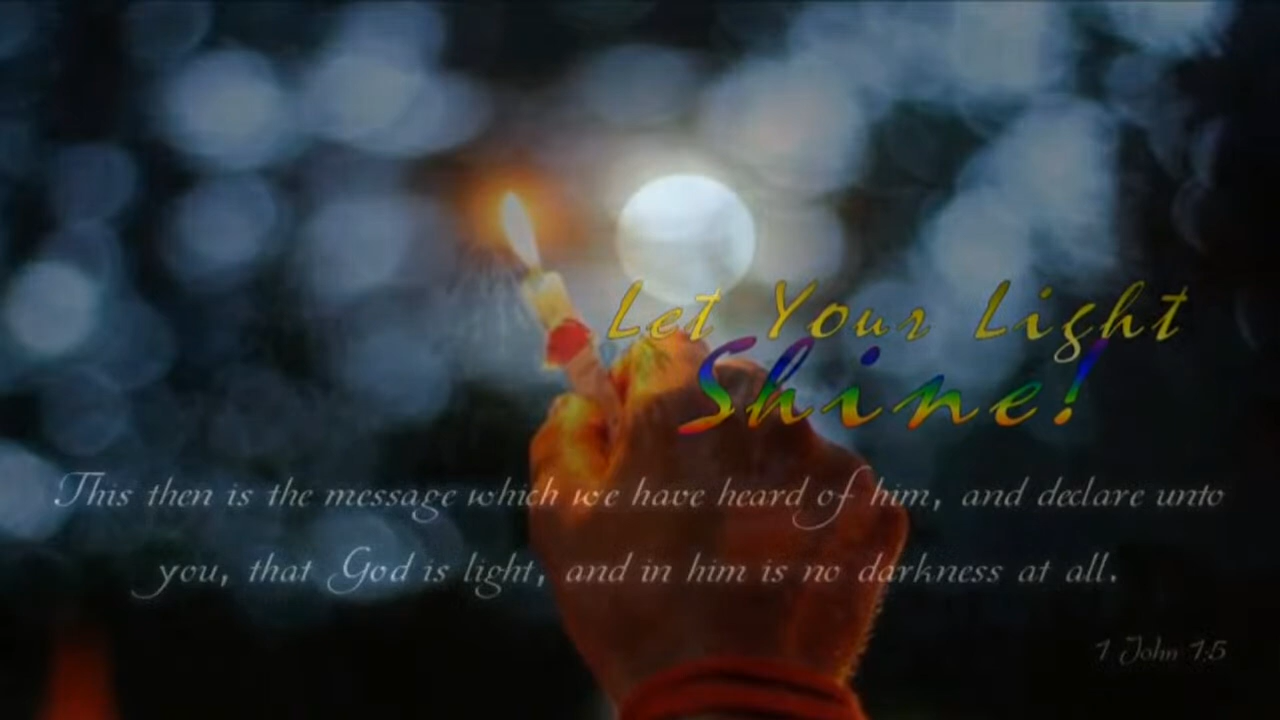 Let Your Light
Shine!
This then is the message which we have heard of him, and declare unto
you, that God is light, and in him is no darkness at all.
1 John 1:5